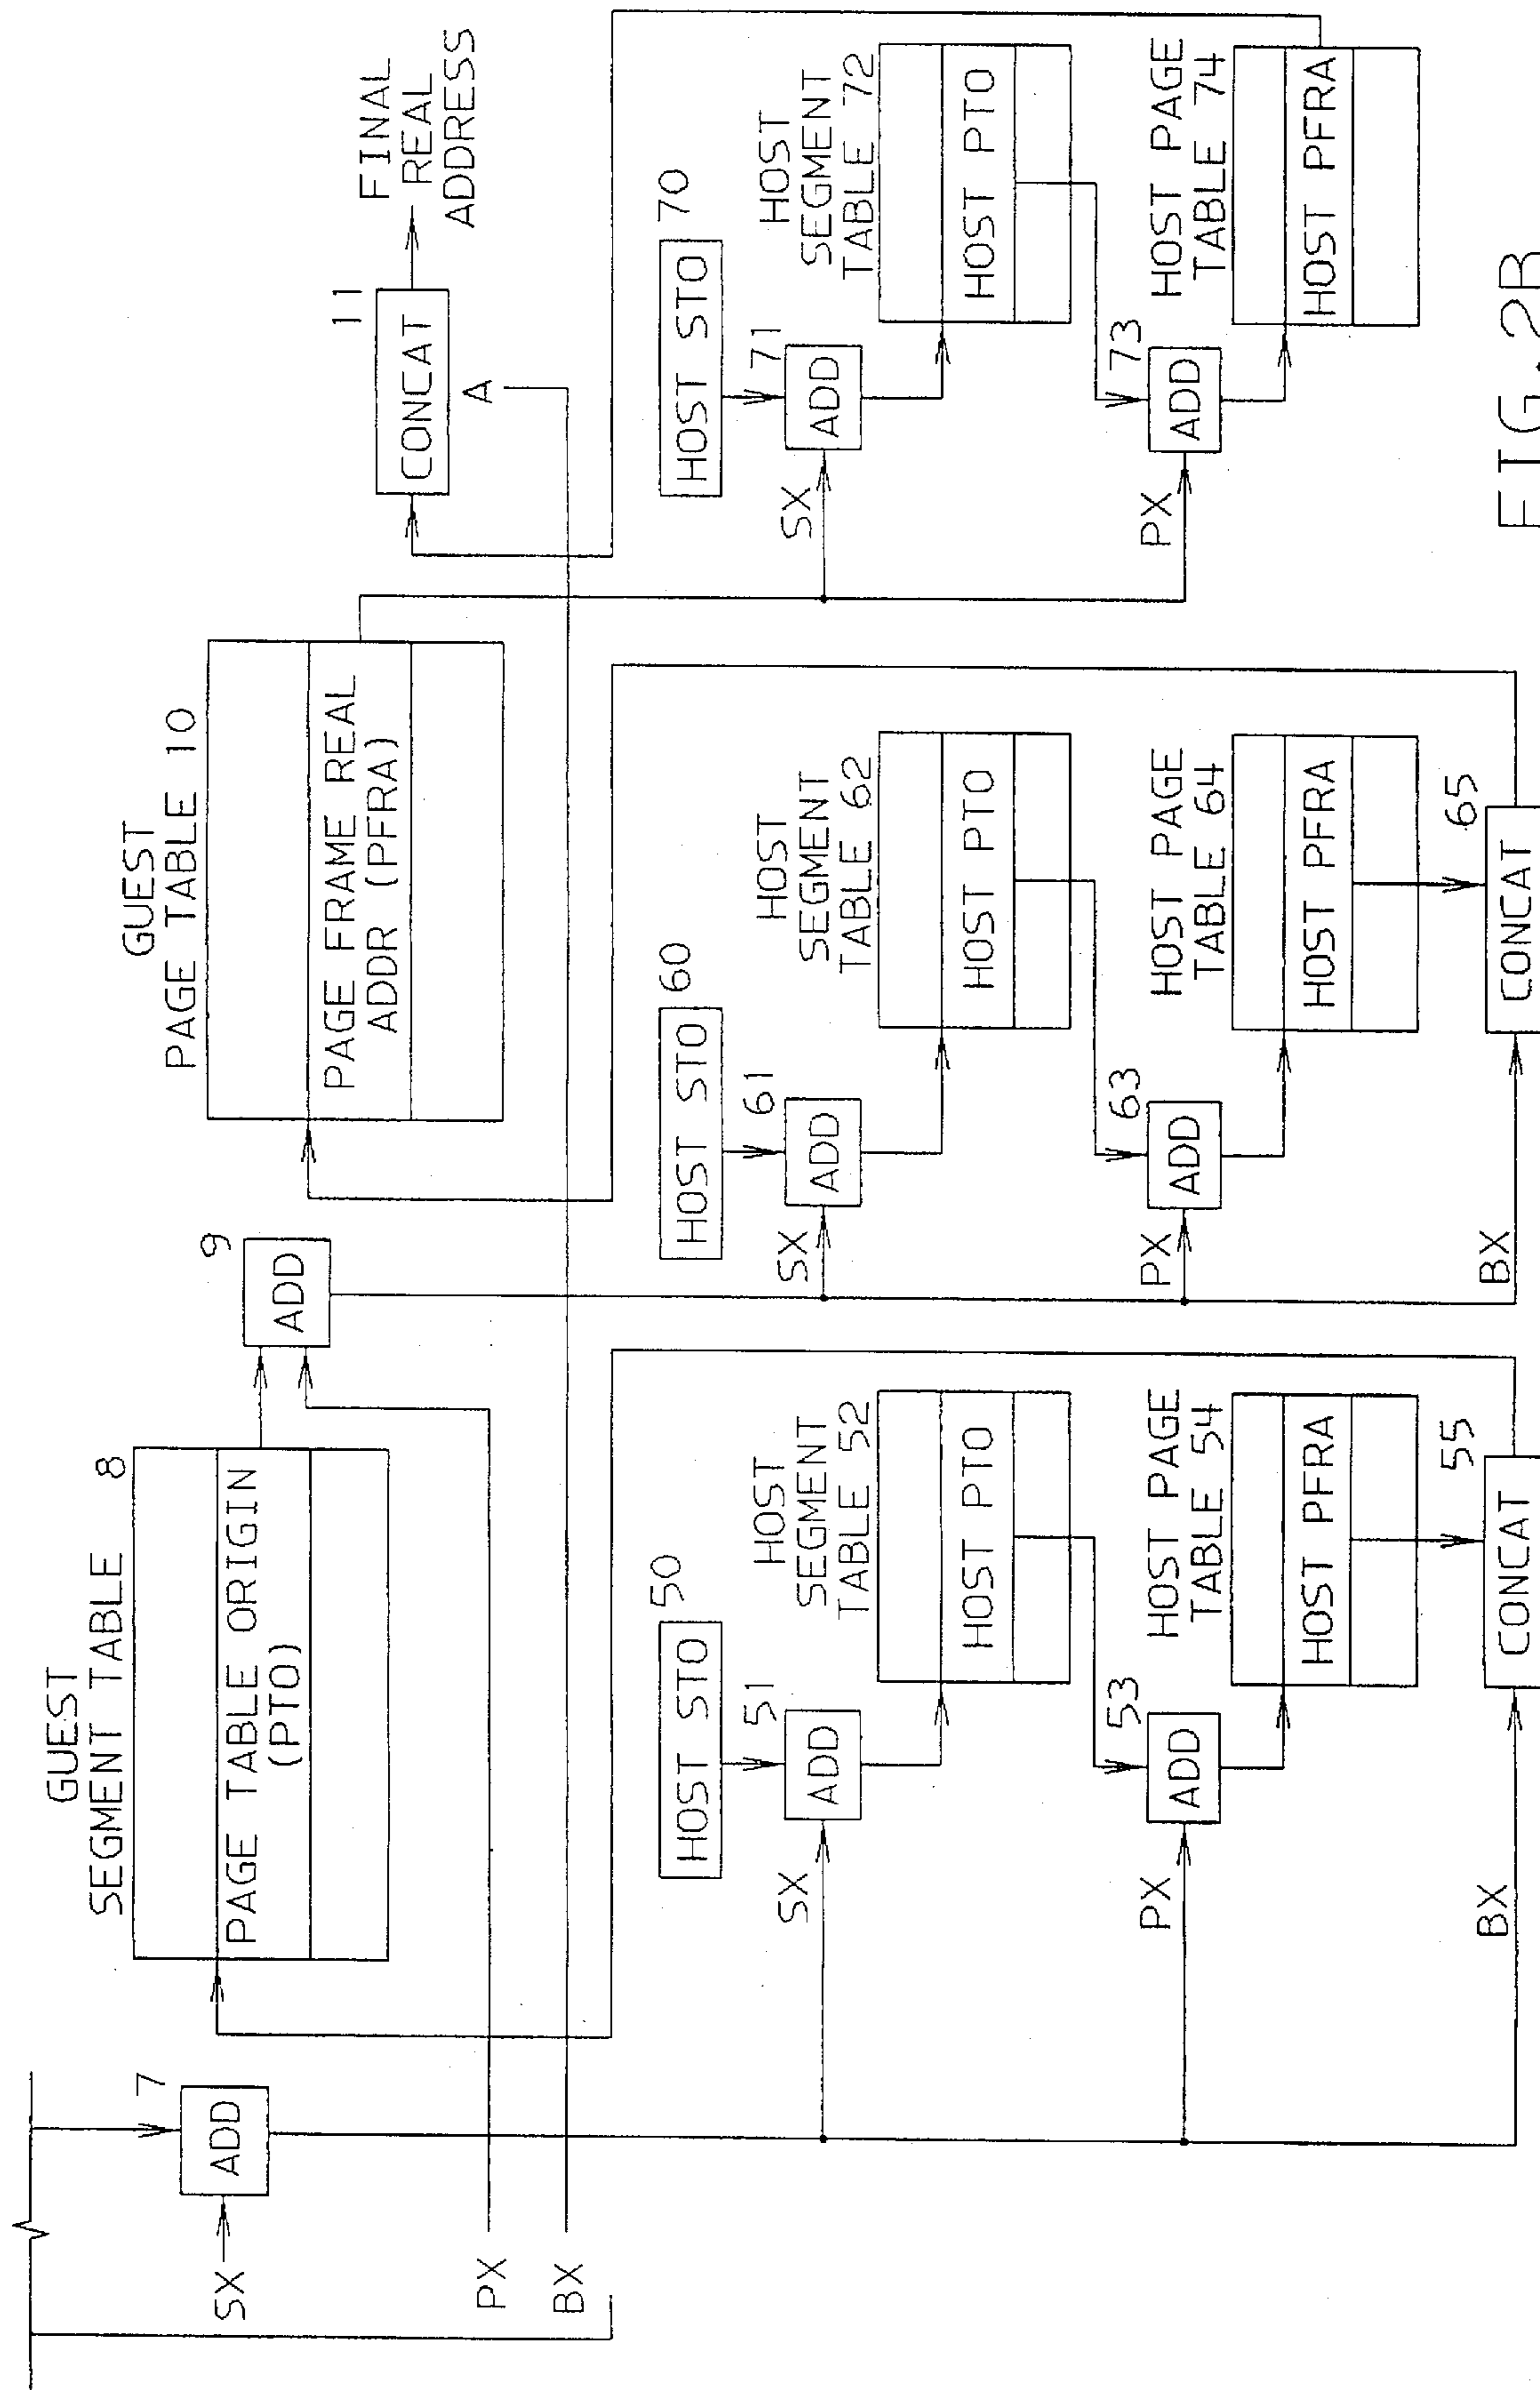 GUEST
SEGMENT TABLE 8
PAGE TABLE ORIGIN
(PTO)
SX
7
ADD
PX
BX
9
ADD
GUEST
PAGE TABLE 10
PAGE FRAME REAL
ADDR (PFRA)
11
CONCAT
A
FINAL
REAL
ADDRESS
HOST STO
50
SX
51
ADD
HOST
SEGMENT
TABLE 52
HOST PTO
PX
53
ADD
HOST PAGE
TABLE 54
HOST PFRA
BX
55
CONCAT
HOST STO
60
SX
61
ADD
HOST
SEGMENT
TABLE 62
HOST PTO
PX
63
ADD
HOST PAGE
TABLE 64
HOST PFRA
BX
65
CONCAT
HOST STO
70
SX
71
ADD
HOST
SEGMENT
TABLE 72
HOST PTO
PX
73
ADD
HOST PAGE
TABLE 74
HOST PFRA
FIG.2B